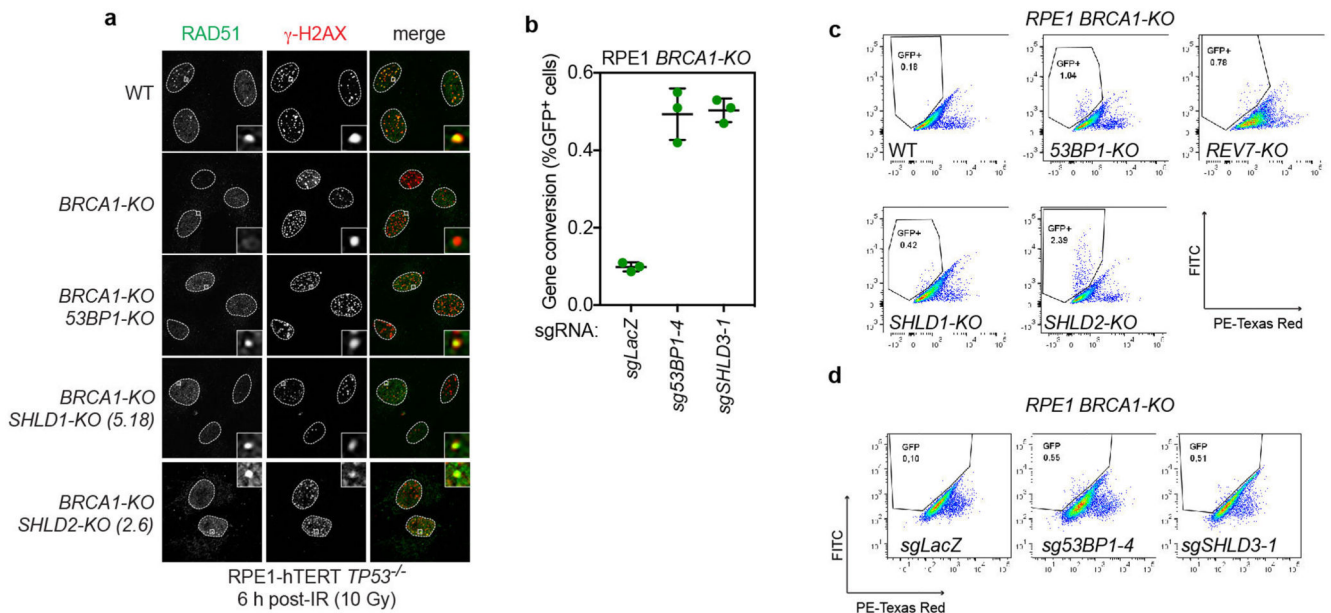 a
RAD51
γ-H2AX
merge
WT
BRCA1-KO
BRCA1-KO
53BP1-KO
BRCA1-KO
SHLD1-KO (5.18)
BRCA1-KO
SHLD2-KO (2.6)
RPE1-hTERT TP53-/-
6 h post-IR (10 Gy)
b
RPE1 BRCA1-KO
Gene conversion (%GFP+ cells)
0.6
0.4
0.2
0.0
sgRNA:
sgLacZ
sg53BP1-4
sgSHLD3-1
c
RPE1 BRCA1-KO
GFP+
0.18
WT
GFP+
1.04
53BP1-KO
GFP+
0.78
REV7-KO
GFP+
0.42
SHLD1-KO
GFP+
2.39
SHLD2-KO
FITC
PE-Texas Red
d
RPE1 BRCA1-KO
GFP
0,10
sgLacZ
GFP
0.55
sg53BP1-4
GFP
0.51
sgSHLD3-1
FITC
PE-Texas Red